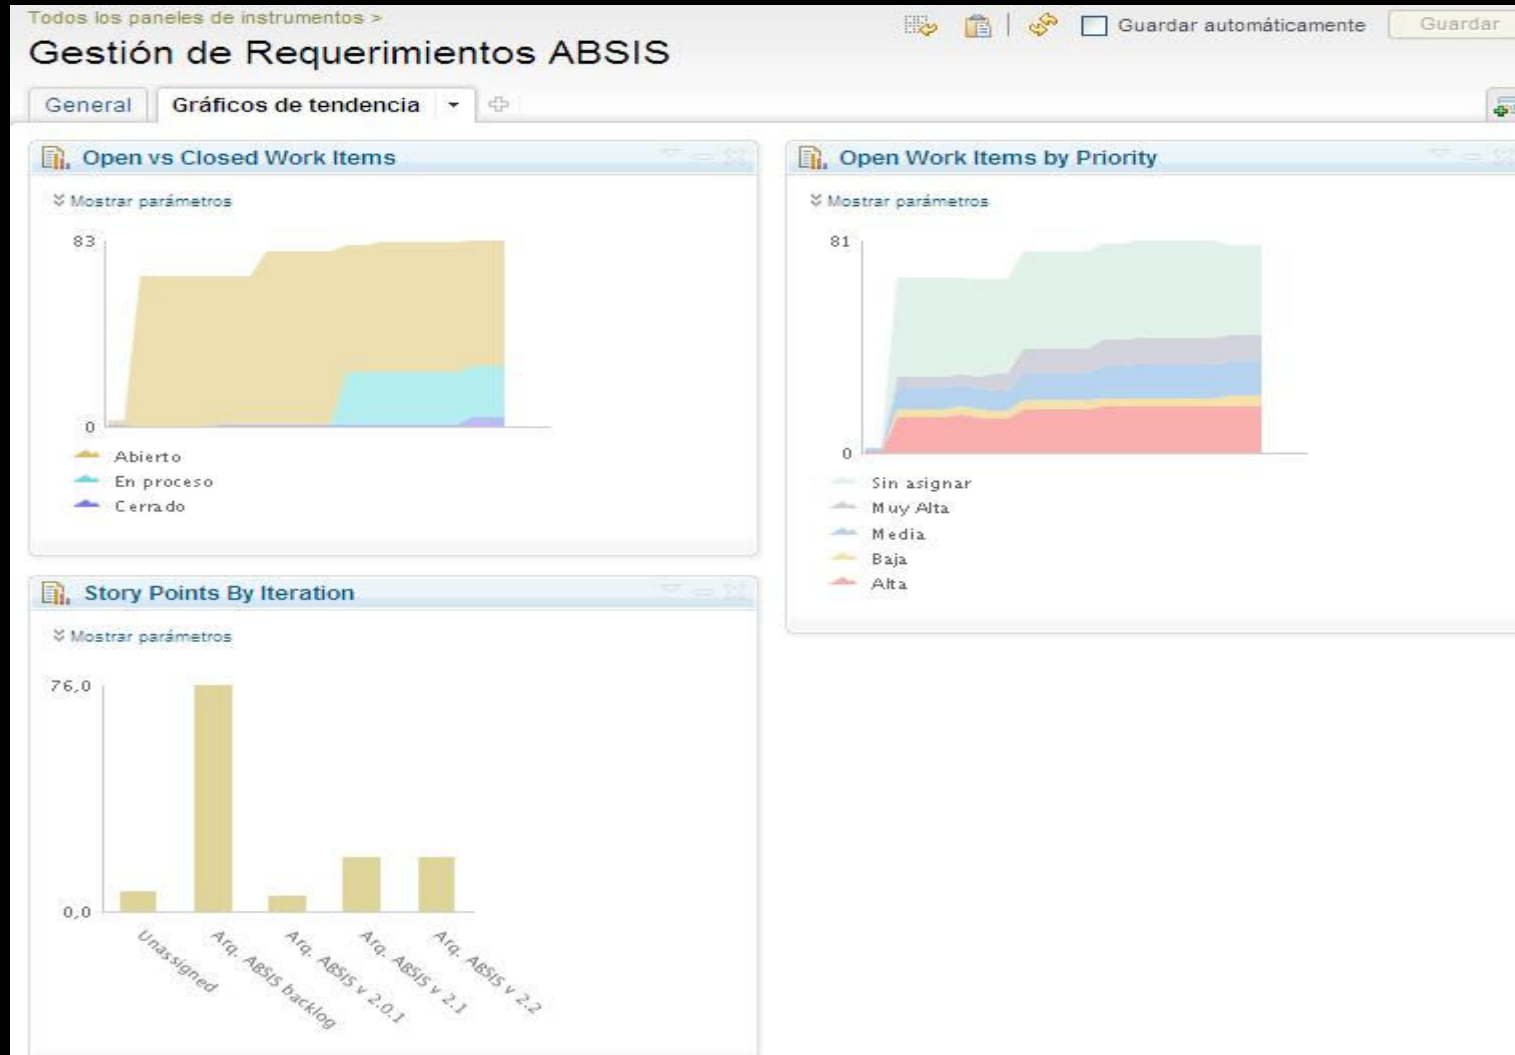 Todos los paneles de instrumentos >
Guardar automáticamente Guardar
Gestión de Requerimientos ABSIS
General Gráficos de tendencia
Open vs Closed Work Items
Mostrar parámetros
83
0
Abierto
En proceso
Cerrado
Open Work Items by Priority
Mostrar parámetros
81
0
Sin asignar
Muy Alta
Media
Baja
Alta
Story Points By Iteration
Mostrar parámetros
76,0
0,0
Unassigned
Arq. ABSIS backlog
Arq. ABSIS v 2.0.1
Arq. ABSIS v 2.1
Arq. ABSIS v 2.2